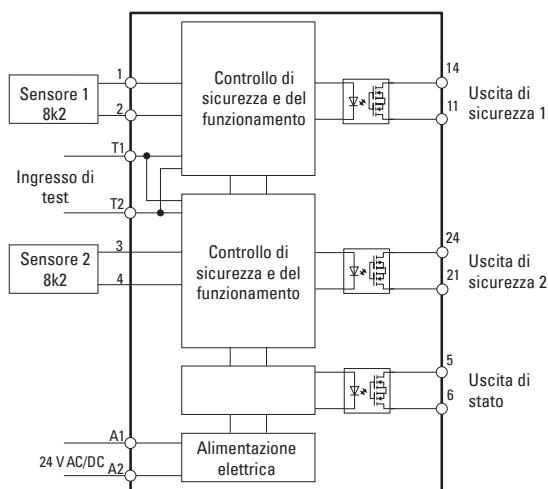 1
Sensore 1
8k2
2
Controllo di
sicurezza e del
funzionamento
14
11
Uscita di
sicurezza 1
T1
Ingresso di
test
T2
3
Sensore 2
8k2
4
Controllo di
sicurezza e del
funzionamento
24
21
Uscita di
sicurezza 2
5
6
Uscita di
stato
A1
24 V AC/DC
A2
Alimentazione
elettrica